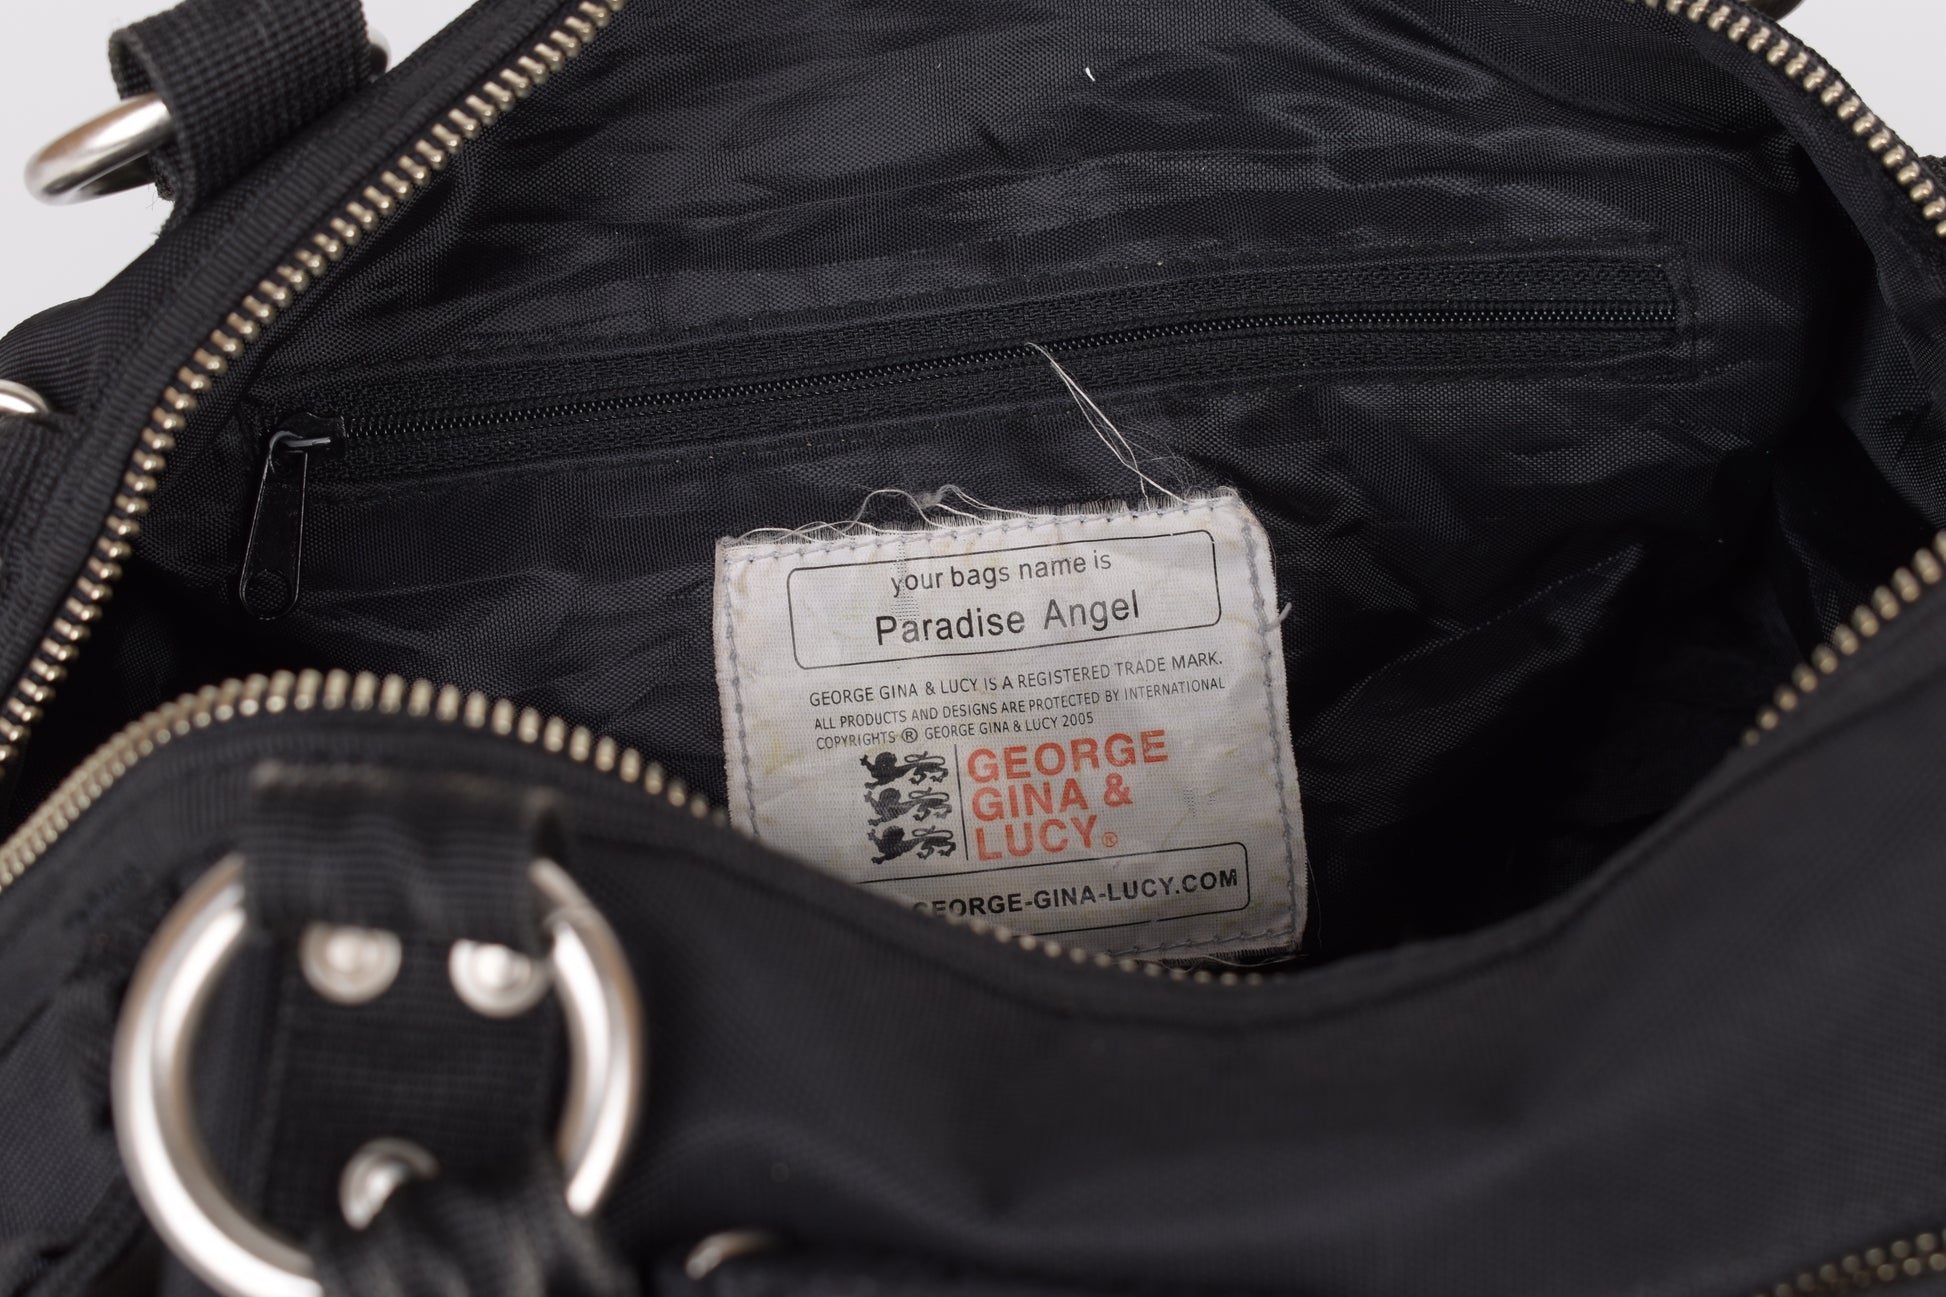 your bags name is
Paradise Angel
GEORGE GINA & LUCY IS A REGISTERED TRADE MARK.
ALL PRODUCTS AND DESIGNS ARE PROTECTED BY INTERNATIONAL
COPYRIGHTS ® GEORGE GINA & LUCY 2005
GEORGE
GINA &
LUCY®
GEORGE-GINA-LUCY.COM